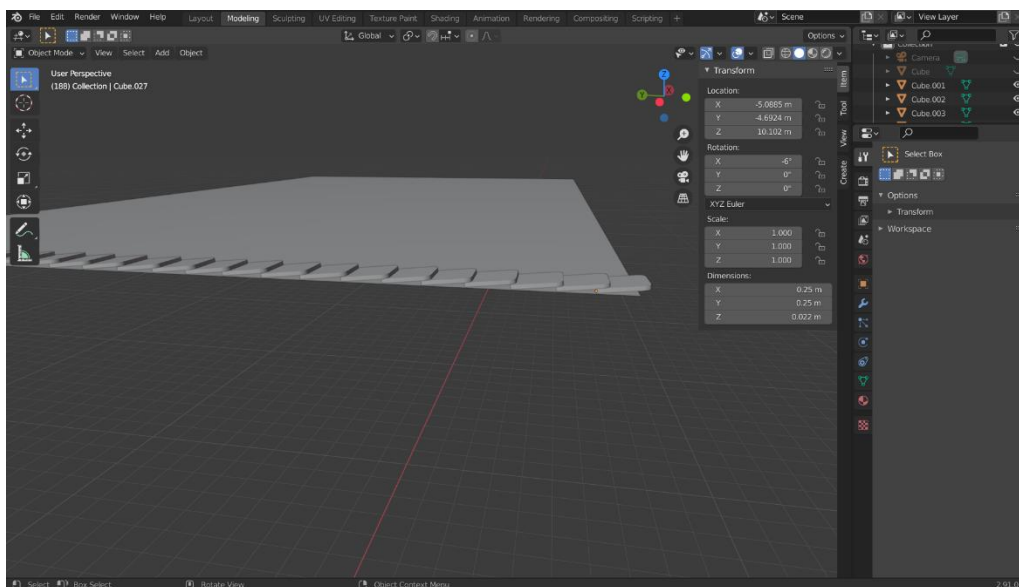 File Edit Render Window Help Layout Modeling Sculpting UV Editing Texture Paint Shading Animation Rendering Compositing Scripting + Scene View Layer
Global Options
Object Mode View Select Add Object
User Perspective
(188) Collection | Cube.027
Transform
Location:
X -5.0885 m
Y -4.6924 m
Z 10.102 m
Rotation:
X -6°
Y 0°
Z 0°
XYZ Euler
Scale:
X 1.000
Y 1.000
Z 1.000
Dimensions:
X 0.25 m
Y 0.25 m
Z 0.022 m
Item
Tool
View
Create
Collection
Camera
Cube
Cube.001
Cube.002
Cube.003
Select Box
Options
Transform
Workspace
Select Box Select Rotate View Object Context Menu